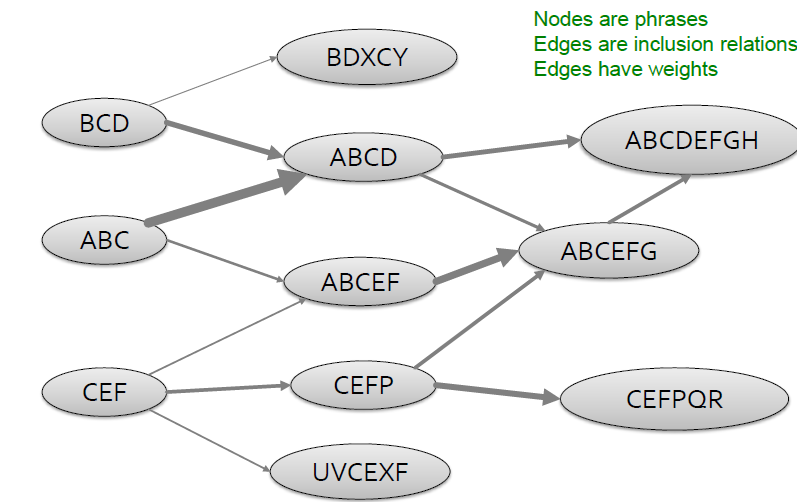 Nodes are phrases
Edges are inclusion relations
Edges have weights
BDXCY
BCD
ABCD
ABCDEFGH
ABC
ABCEF
ABCEFG
CEF
CEFP
CEFPQR
UVCEXF